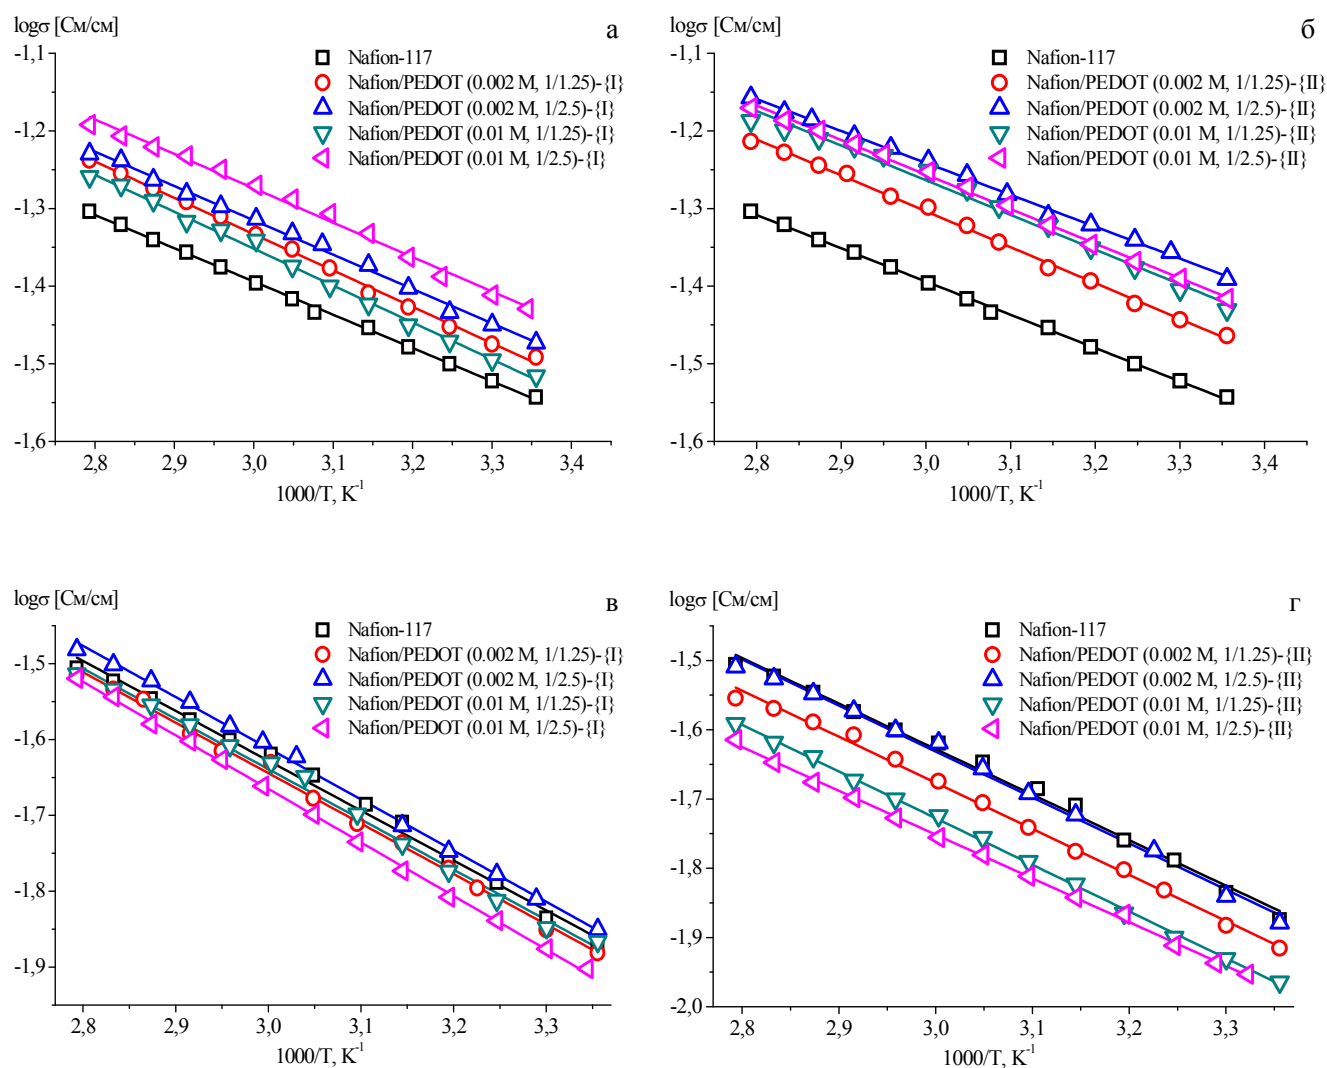 logσ [См/см]
а
-1,1
-1,2
-1,3
-1,4
-1,5
-1,6
Nafion-117
Nafion/PEDOT (0.002 M, 1/1.25)-{I}
Nafion/PEDOT (0.002 M, 1/2.5)-{I}
Nafion/PEDOT (0.01 M, 1/1.25)-{I}
Nafion/PEDOT (0.01 M, 1/2.5)-{I}
2,8 2,9 3,0 3,1 3,2 3,3 3,4
1000/T, K⁻¹
logσ [См/см]
б
-1,1
-1,2
-1,3
-1,4
-1,5
-1,6
Nafion-117
Nafion/PEDOT (0.002 M, 1/1.25)-{II}
Nafion/PEDOT (0.002 M, 1/2.5)-{II}
Nafion/PEDOT (0.01 M, 1/1.25)-{II}
Nafion/PEDOT (0.01 M, 1/2.5)-{II}
2,8 2,9 3,0 3,1 3,2 3,3 3,4
1000/T, K⁻¹
logσ [См/см]
в
-1,5
-1,6
-1,7
-1,8
-1,9
Nafion-117
Nafion/PEDOT (0.002 M, 1/1.25)-{I}
Nafion/PEDOT (0.002 M, 1/2.5)-{I}
Nafion/PEDOT (0.01 M, 1/1.25)-{I}
Nafion/PEDOT (0.01 M, 1/2.5)-{I}
2,8 2,9 3,0 3,1 3,2 3,3
1000/T, K⁻¹
logσ [См/см]
г
-1,5
-1,6
-1,7
-1,8
-1,9
-2,0
Nafion-117
Nafion/PEDOT (0.002 M, 1/1.25)-{II}
Nafion/PEDOT (0.002 M, 1/2.5)-{II}
Nafion/PEDOT (0.01 M, 1/1.25)-{II}
Nafion/PEDOT (0.01 M, 1/2.5)-{II}
2,8 2,9 3,0 3,1 3,2 3,3
1000/T, K⁻¹